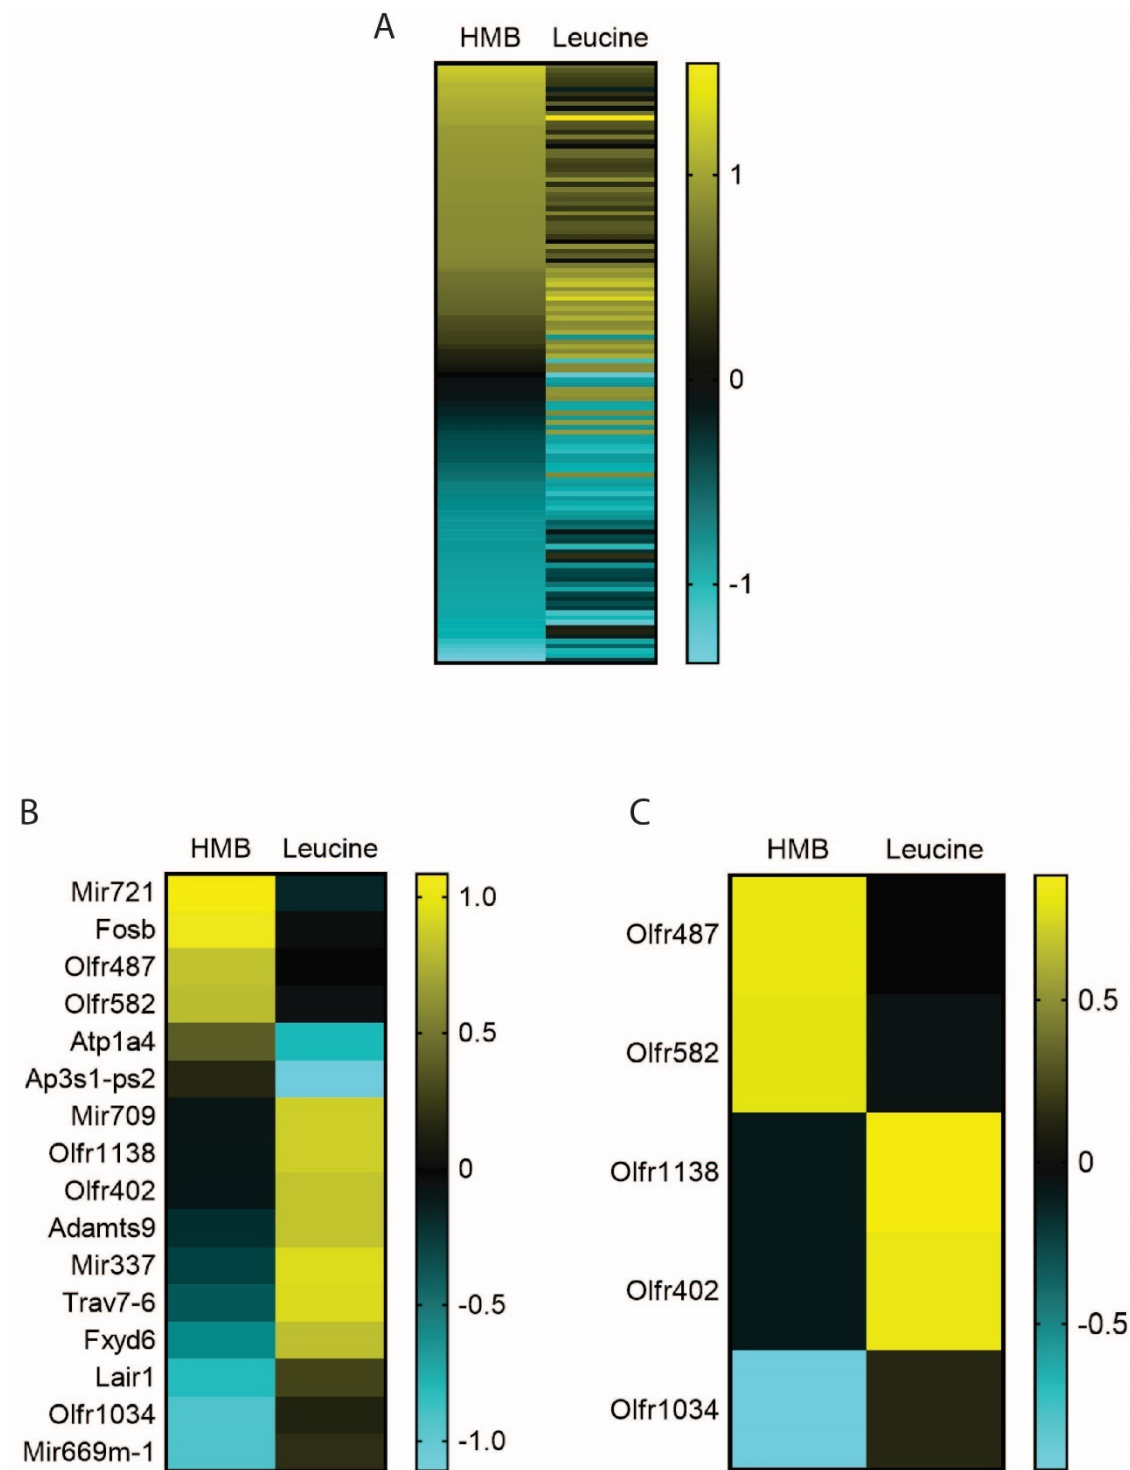 A
HMB Leucine
1
0
-1
B
HMB Leucine
Mir721
Fosb
Olfr487
Olfr582
Atp1a4
Ap3s1-ps2
Mir709
Olfr1138
Olfr402
Adamts9
Mir337
Trav7-6
Fxyd6
Lair1
Olfr1034
Mir669m-1
1.0
0.5
0
-0.5
-1.0
C
HMB Leucine
Olfr487
Olfr582
Olfr1138
Olfr402
Olfr1034
0.5
0
-0.5